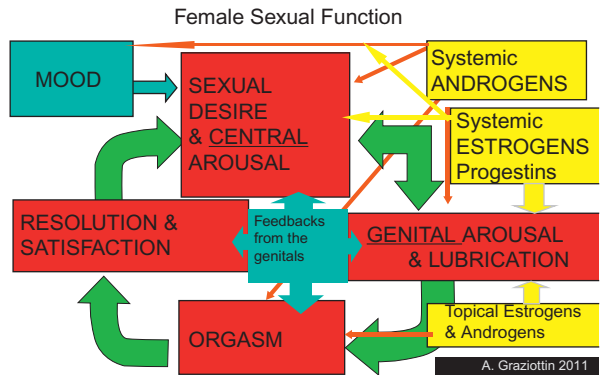 Female Sexual Function
MOOD
SEXUAL
DESIRE
& CENTRAL
AROUSAL
Systemic
ANDROGENS
Systemic
ESTROGENS
Progestins
RESOLUTION &
SATISFACTION
Feedbacks
from the
genitals
GENITAL AROUSAL
& LUBRICATION
ORGASM
Topical Estrogens
& Androgens
A. Graziottin 2011